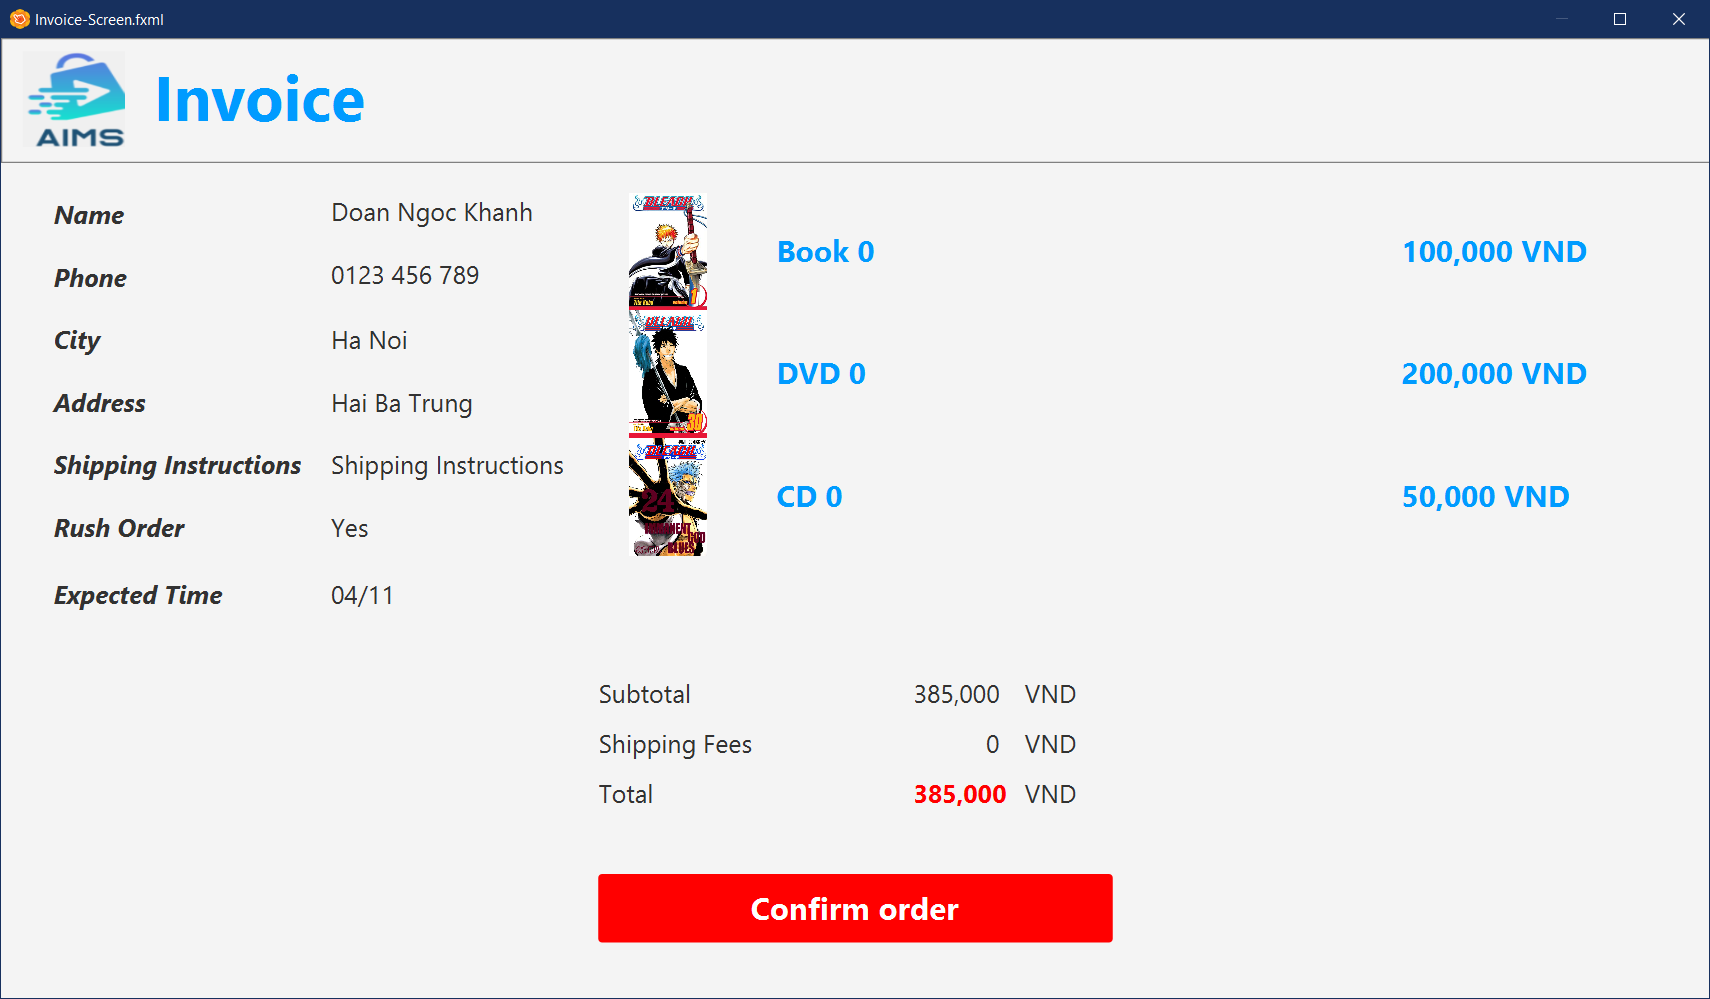 Invoice-Screen.fxml
AIMS
Invoice
Name Doan Ngoc Khanh
Phone 0123 456 789
City Ha Noi
Address Hai Ba Trung
Shipping Instructions Shipping Instructions
Rush Order Yes
Expected Time 04/11
BLEACH
1
Book 0 100,000 VND
BLEACH
30
DVD 0 200,000 VND
BLEACH
24
CD 0 50,000 VND
Subtotal 385,000 VND
Shipping Fees 0 VND
Total 385,000 VND
Confirm order